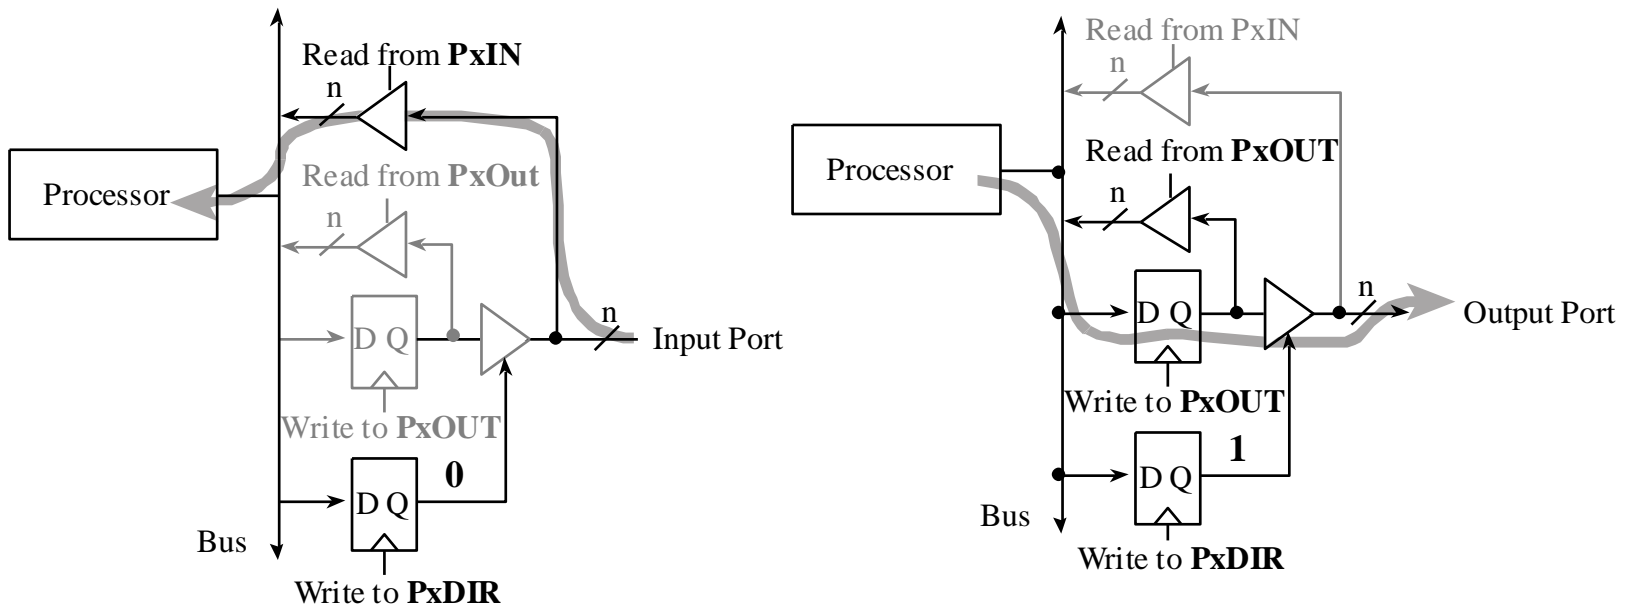 Read from PxIN
n
Processor
Read from PxOut
n
n
D Q
Input Port
Write to PxOUT
0
D Q
Bus
Write to PxDIR
Read from PxIN
n
Read from PxOUT
Processor
n
n
D Q
Output Port
Write to PxOUT
1
D Q
Bus
Write to PxDIR